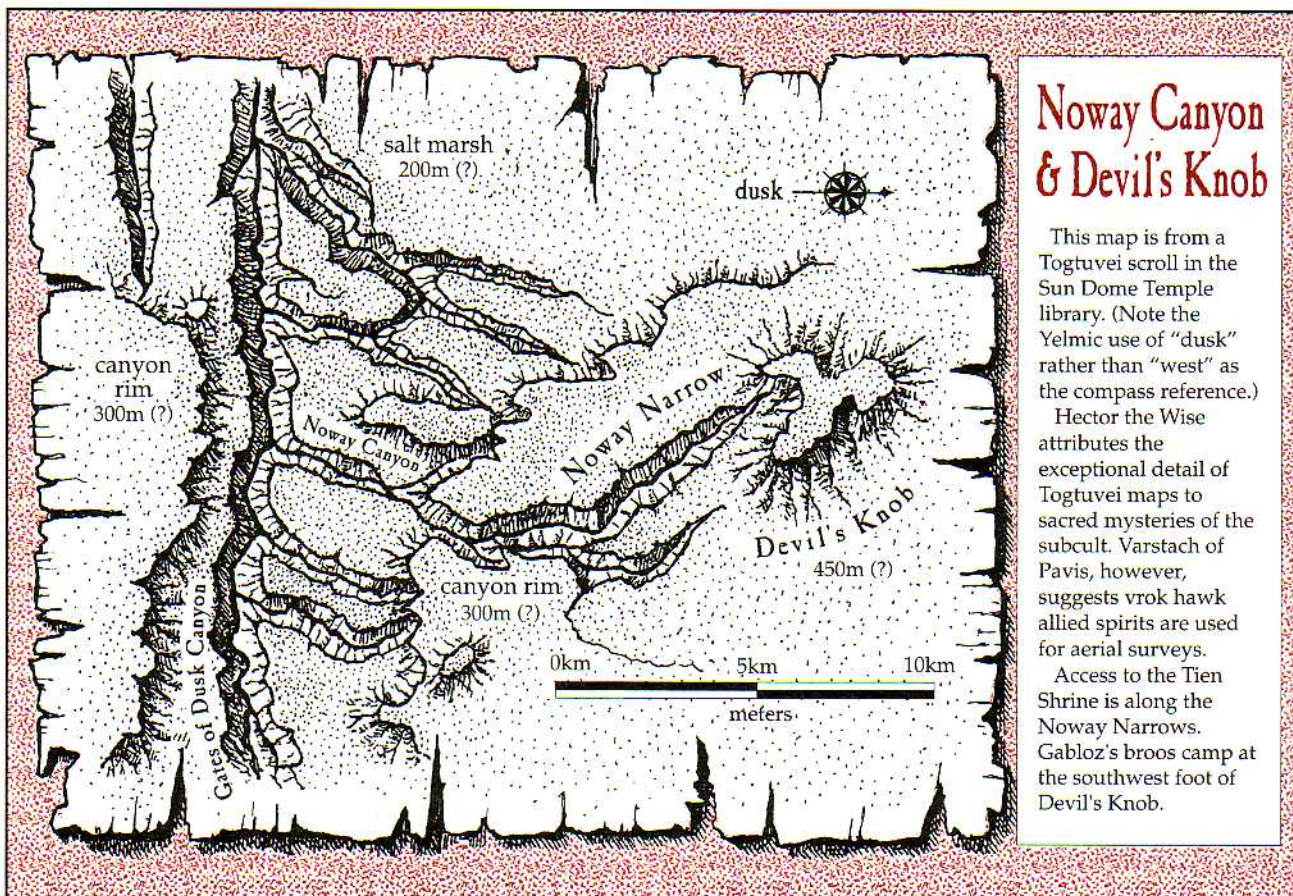 Noway Canyon
& Devil's Knob
This map is from a
Togtuvei scroll in the
Sun Dome Temple
library. (Note the
Yelmic use of “dusk”
rather than “west” as
the compass reference.)
Hector the Wise
attributes the
exceptional detail of
Togtuvei maps to
sacred mysteries of the
subcult. Varstach of
Pavis, however,
suggests vrok hawk
allied spirits are used
for aerial surveys.
Access to the Tien
Shrine is along the
Noway Narrows.
Gabloz's broos camp at
the southwest foot of
Devil's Knob.
salt marsh
200m (?)
dusk
canyon
rim
300m (?)
Noway Canyon
Noway Narrow
Devil's Knob
450m (?)
canyon rim
300m (?)
Gates of Dusk Canyon
0km 5km 10km
meters